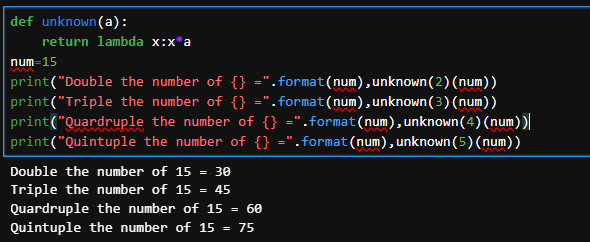 def unknown(a):
    return lambda x:x*a
num=15
print("Double the number of {} =".format(num),unknown(2)(num))
print("Triple the number of {} =".format(num),unknown(3)(num))
print("Quardruple the number of {} =".format(num),unknown(4)(num))
print("Quintuple the number of {} =".format(num),unknown(5)(num))
Double the number of 15 = 30
Triple the number of 15 = 45
Quardruple the number of 15 = 60
Quintuple the number of 15 = 75